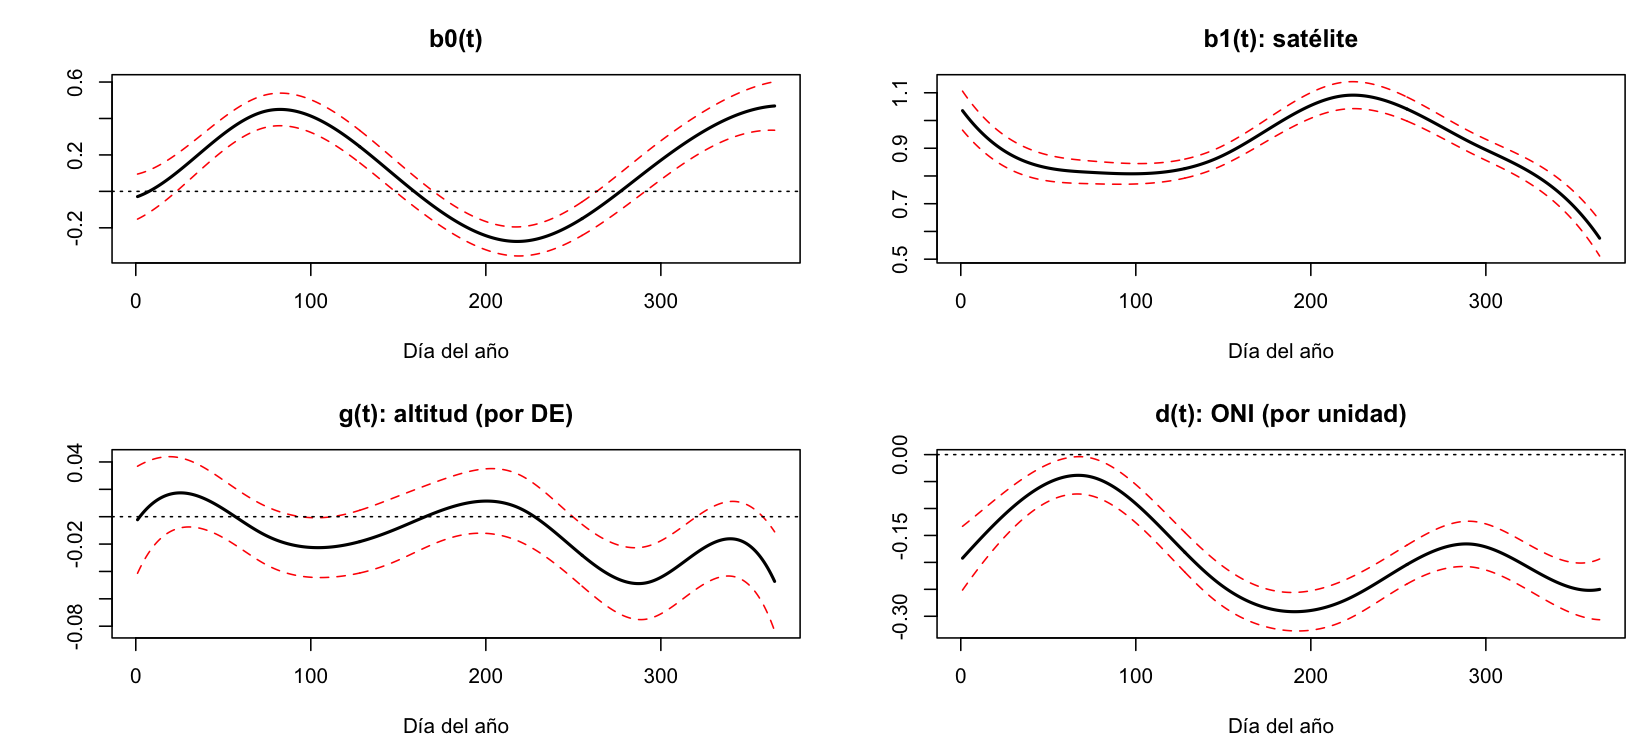 b0(t)
0.6
0.2
-0.2
0 100 200 300
Día del año
b1(t): satélite
1.1
0.9
0.7
0.5
0 100 200 300
Día del año
g(t): altitud (por DE)
0.04
-0.02
-0.08
0 100 200 300
Día del año
d(t): ONI (por unidad)
0.00
-0.15
-0.30
0 100 200 300
Día del año